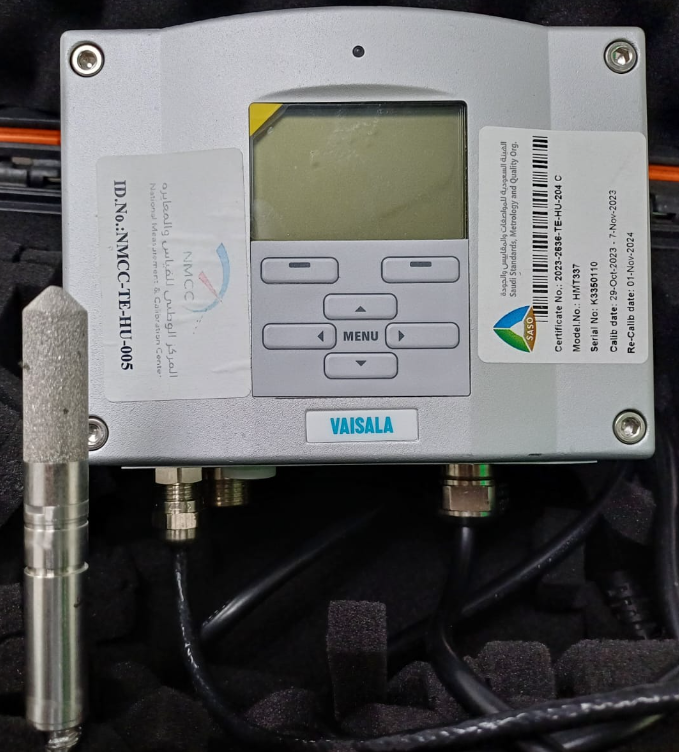 ID.No.:NMCC-TE-HU-005
NMCC
المركز الوطني للقياس والمعايرة
National Measurement & Calibration Center
MENU
VAISALA
الهيئة السعودية للمواصفات والمقاييس والجودة
Saudi Standards, Metrology and Quality Org.
SASO
Certificate No.: 2023-2636-TE-HU-204 C
Model.No.: HMT337
Serial No: K3350110
Calib date: 29-Oct-2023 - 7-Nov-2023
Re-Calib date: 01-Nov-2024